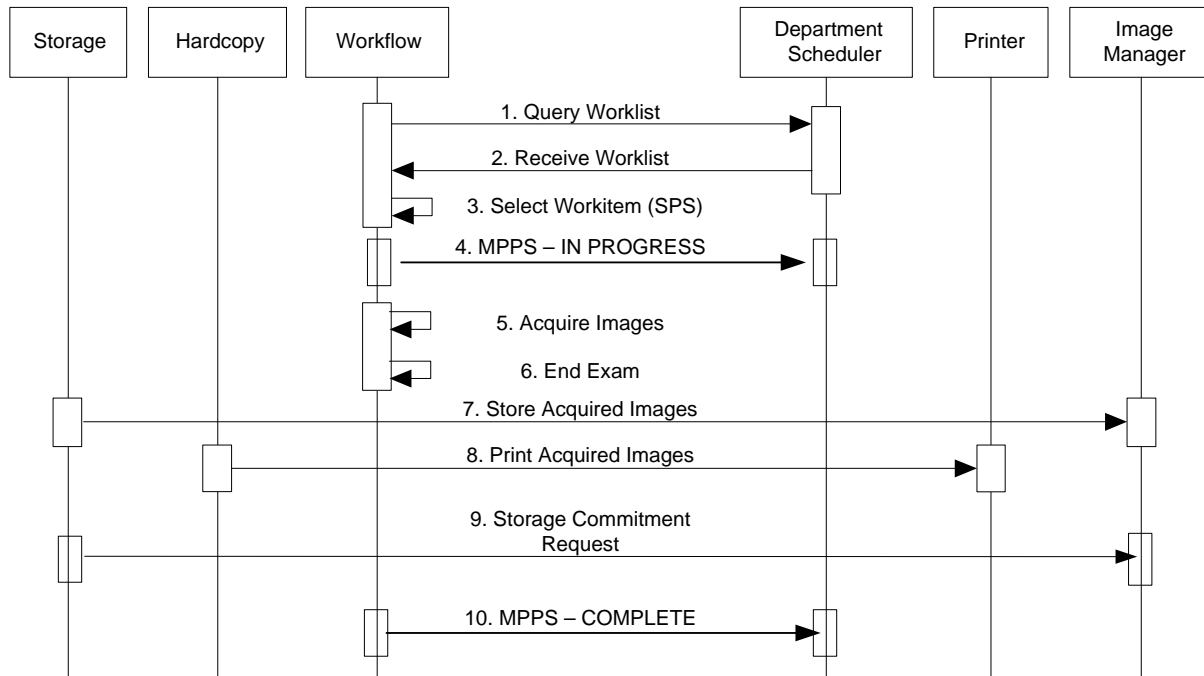 Storage
Hardcopy
Workflow
Department
Scheduler
Printer
Image
Manager
1. Query Worklist
2. Receive Worklist
3. Select Workitem (SPS)
4. MPPS – IN PROGRESS
5. Acquire Images
6. End Exam
7. Store Acquired Images
8. Print Acquired Images
9. Storage Commitment
Request
10. MPPS – COMPLETE